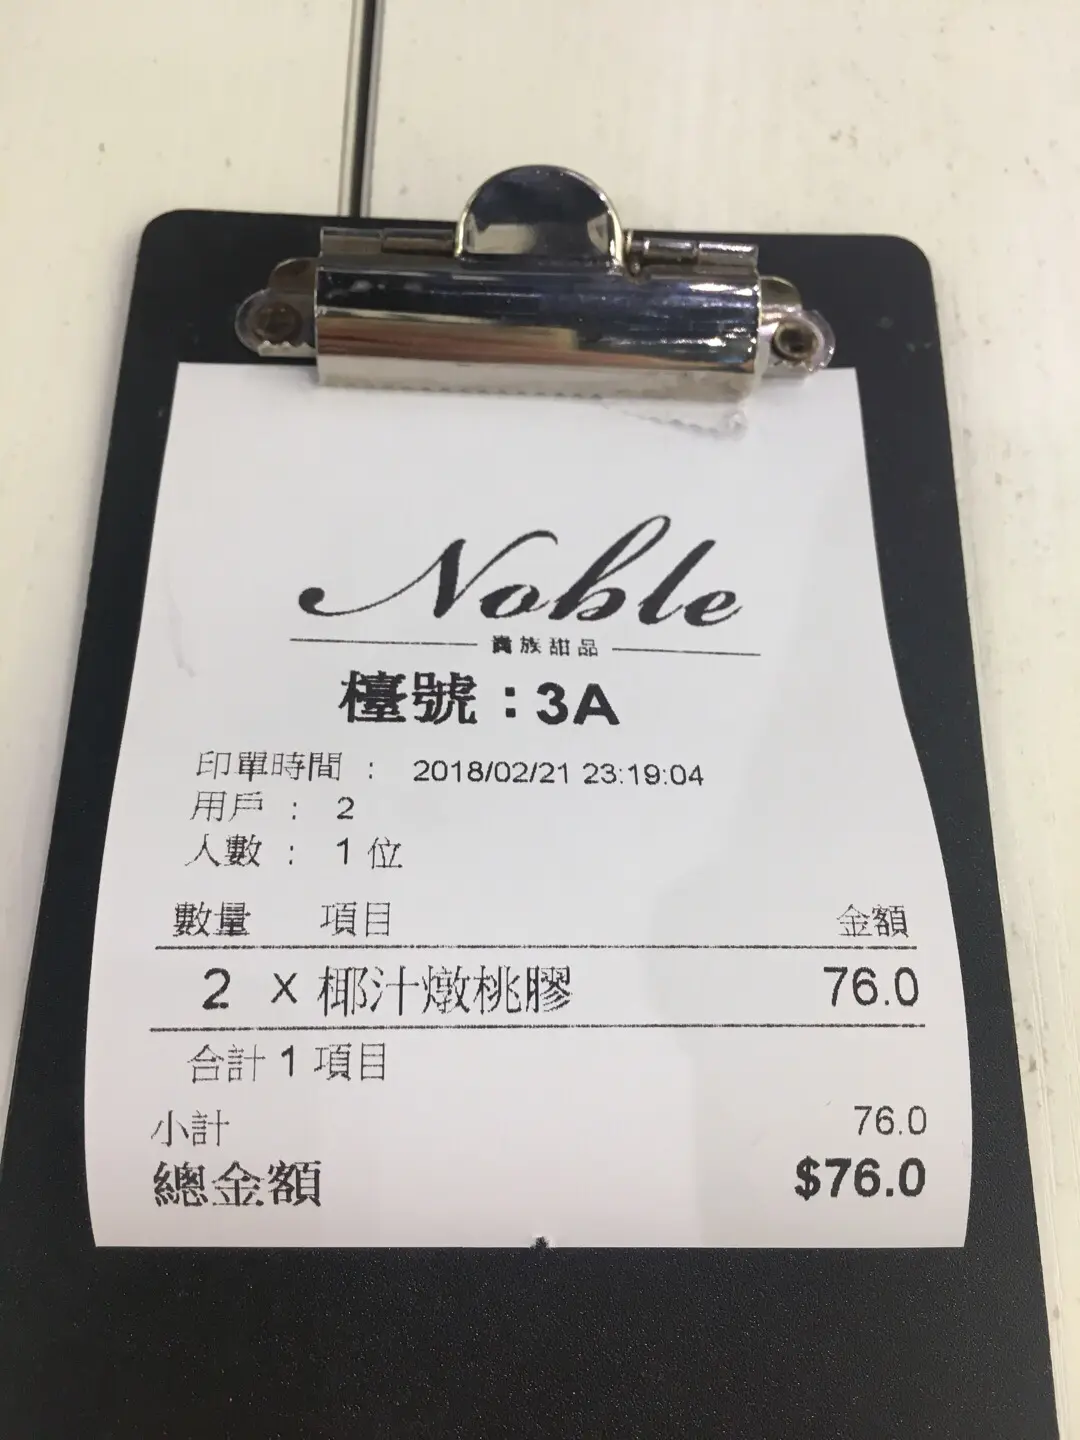 Noble
貴族甜品
檯號：3A
印單時間 ： 2018/02/21 23:19:04
用戶 ： 2
人數 ： 1 位
數量 項目 金額
2 X 椰汁燉桃膠 76.0
合計 1 項目
小計 76.0
總金額 $76.0